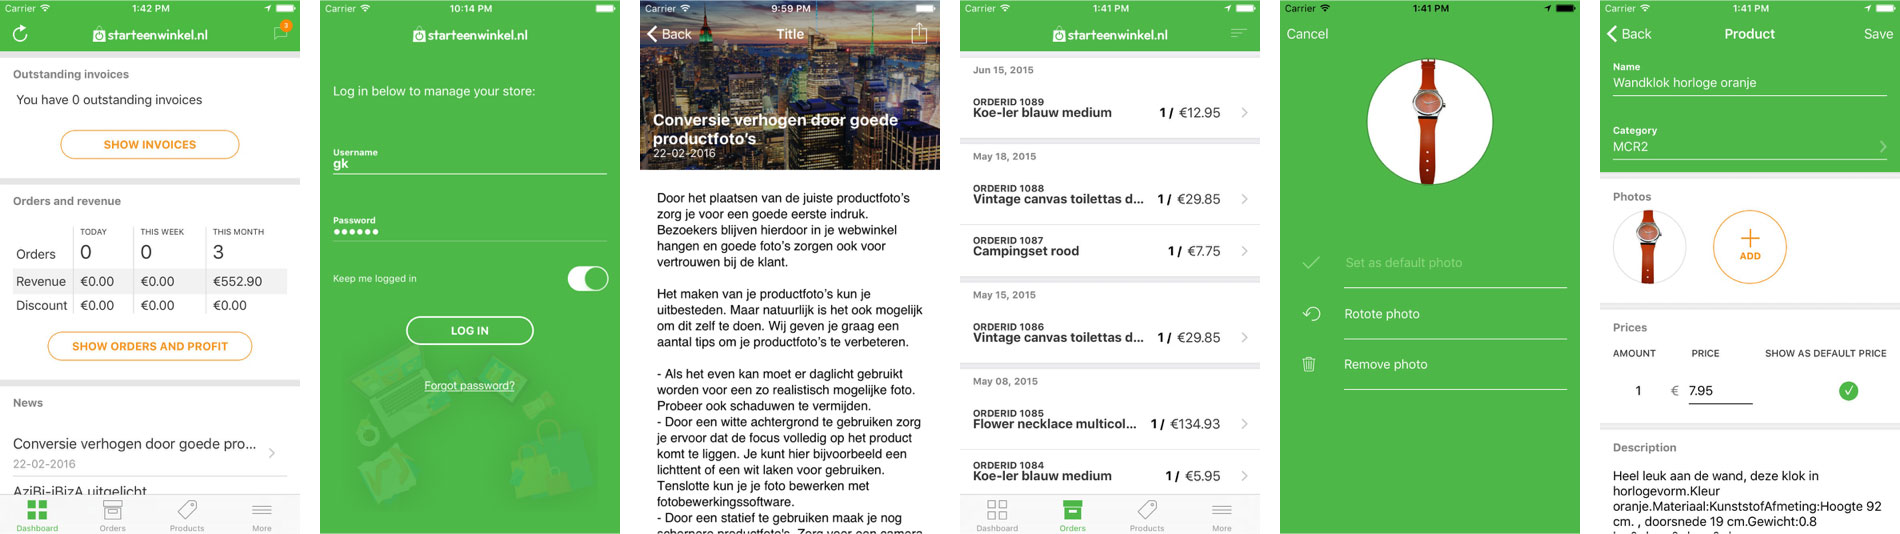 Carrier 1:42 PM
starteenwinkel.nl
3
Outstanding invoices
You have 0 outstanding invoices
SHOW INVOICES
Orders and revenue
TODAY THIS WEEK THIS MONTH
Orders 0 0 3
Revenue €0.00 €0.00 €552.90
Discount €0.00 €0.00 €0.00
SHOW ORDERS AND PROFIT
News
Conversie verhogen door goede pro...
22-02-2016
AziBi-iBizA uitgelicht
Dashboard Orders Products More
Carrier 10:14 PM
starteenwinkel.nl
Log in below to manage your store:
Username
gk
Password
Keep me logged in
LOG IN
Forgot password?
Carrier 9:59 PM
Back Title
Conversie verhogen door goede
productfoto's
22-02-2016
Door het plaatsen van de juiste productfoto's
zorg je voor een goede eerste indruk.
Bezoekers blijven hierdoor in je webwinkel
hangen en goede foto's zorgen ook voor
vertrouwen bij de klant.
Het maken van je productfoto's kun je
uitbesteden. Maar natuurlijk is het ook mogelijk
om dit zelf te doen. Wij geven je graag een
aantal tips om je productfoto's te verbeteren.
- Als het even kan moet er daglicht gebruikt
worden voor een zo realistisch mogelijke foto.
Probeer ook schaduwen te vermijden.
- Door een witte achtergrond te gebruiken zorg
je ervoor dat de focus volledig op het product
komt te liggen. Je kunt hier bijvoorbeeld een
lichttent of een wit laken voor gebruiken.
Tenslotte kun je je foto bewerken met
fotobewerkingssoftware.
- Door een statief te gebruiken maak je nog
scherpere productfoto's. Zorg voor een camera
Carrier 1:41 PM
starteenwinkel.nl
Jun 15, 2015
ORDERID 1089
Koe-ler blauw medium 1 / €12.95
May 18, 2015
ORDERID 1088
Vintage canvas toilettas d... 1 / €29.85
ORDERID 1087
Campingset rood 1 / €7.75
May 15, 2015
ORDERID 1086
Vintage canvas toilettas d... 1 / €29.85
May 08, 2015
ORDERID 1085
Flower necklace multicol... 1 / €134.93
ORDERID 1084
Koe-ler blauw medium 1 / €5.95
Dashboard Orders Products More
Carrier 1:41 PM
Cancel
Set as default photo
Rotote photo
Remove photo
Carrier 1:41 PM
Back Product Save
Name
Wandklok horloge oranje
Category
MCR2
Photos
ADD
Prices
AMOUNT PRICE SHOW AS DEFAULT PRICE
1 € 7.95
Description
Heel leuk aan de wand, deze klok in
horlogevorm.Kleur
oranje.Materiaal:KunststofAfmeting:Hoogte 92
cm. , doorsnede 19 cm.Gewicht:0.8